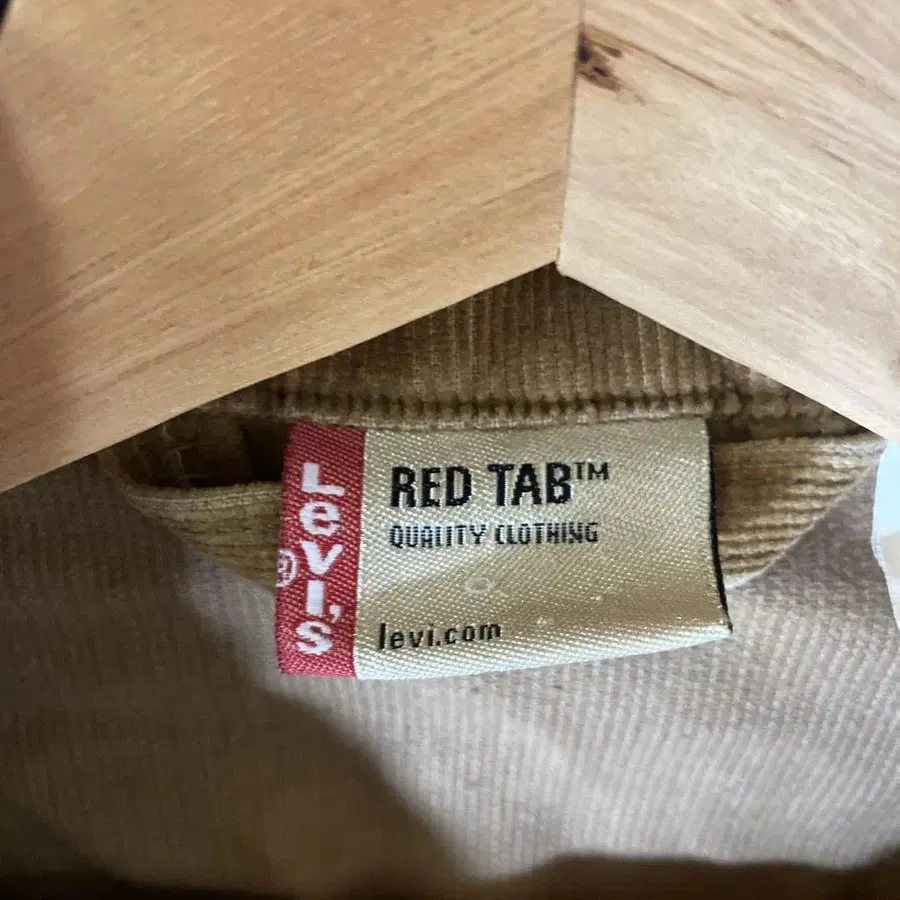 Levi's
®
RED TAB™
QUALITY CLOTHING
levi.com